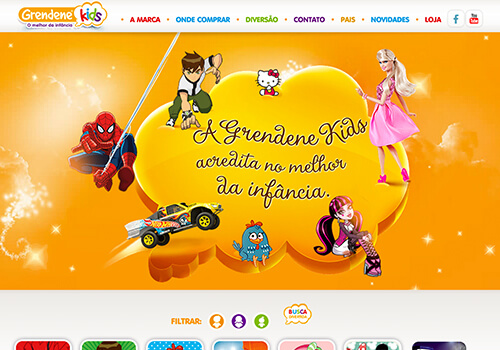 Grendene kids
O melhor da infância
A MARCA • ONDE COMPRAR • DIVERSÃO • CONTATO • PAIS • NOVIDADES • LOJA
f You Tube
A Grendene Kids
acredita no melhor
da infância.
FILTRAR:
BUSCA
DIVERTIDA